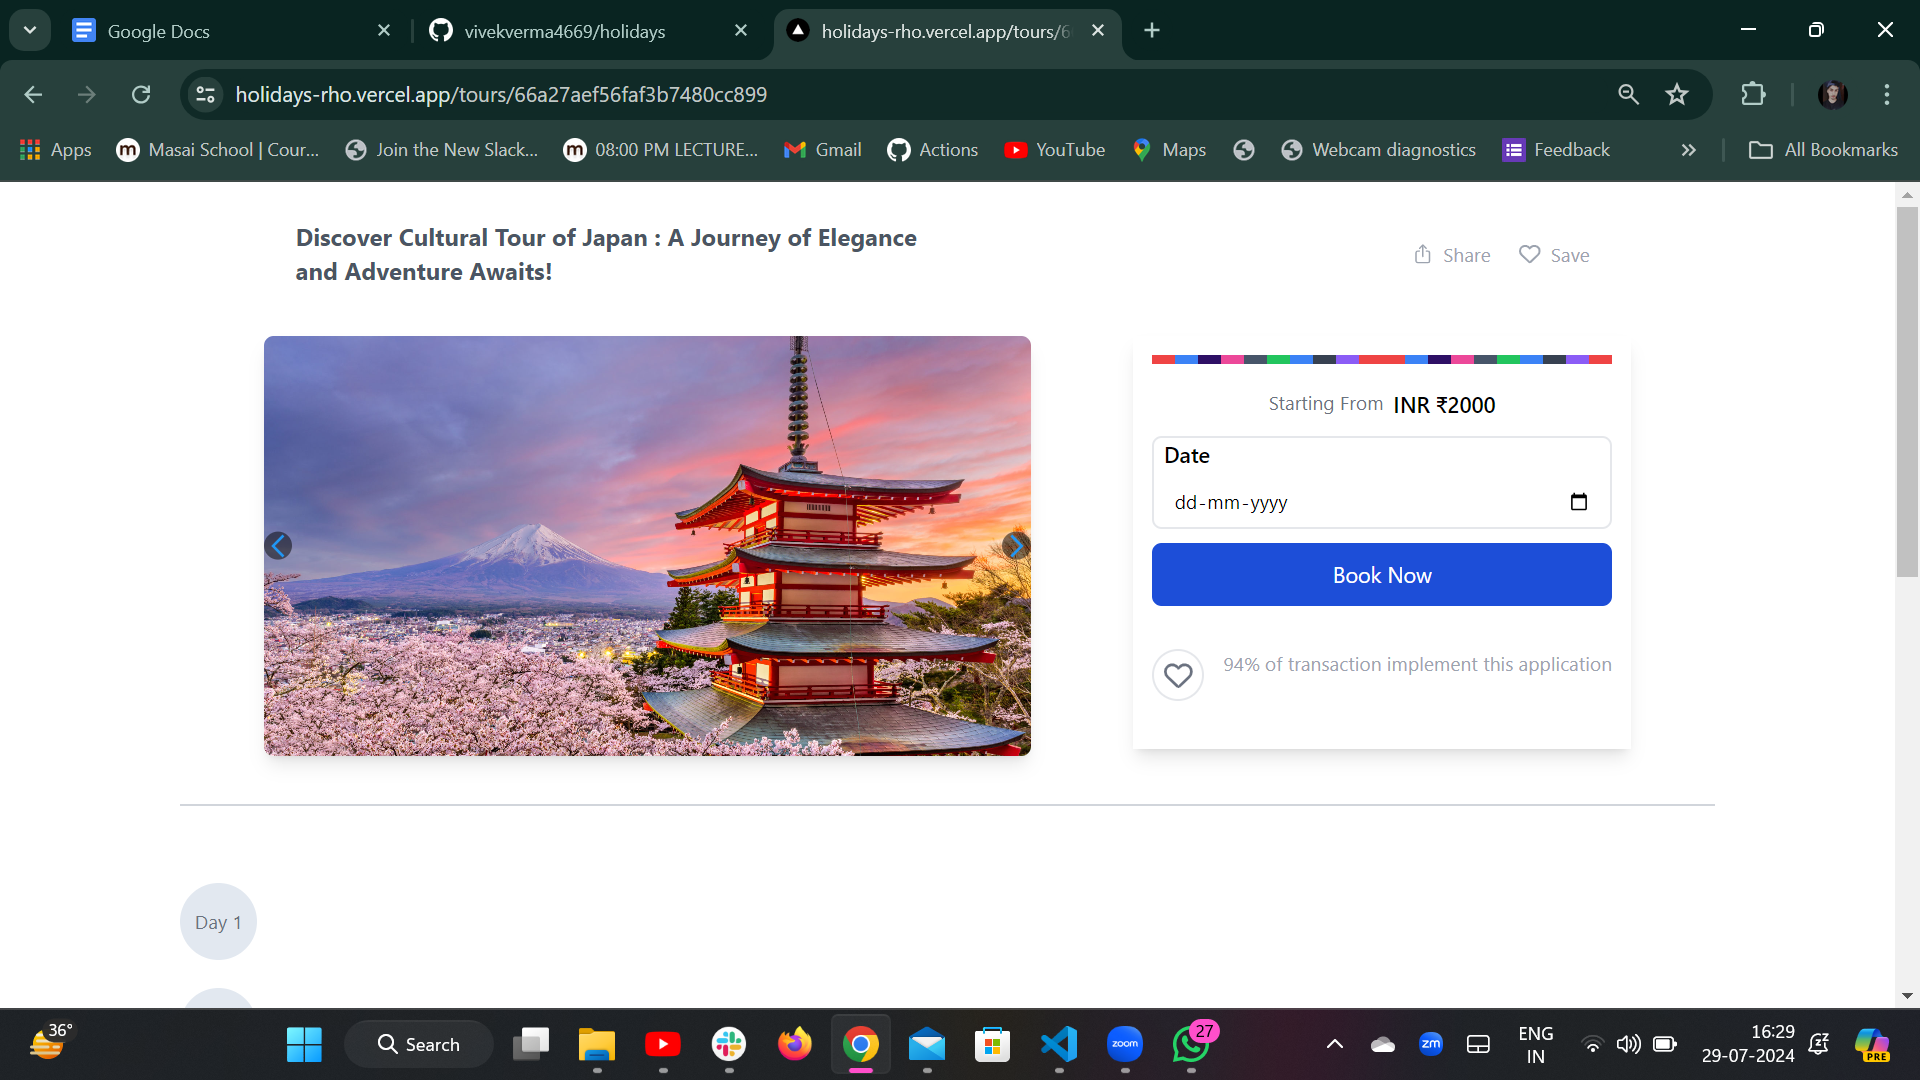 Google Docs
vivekverma4669/holidays
holidays-rho.vercel.app/tours/6
holidays-rho.vercel.app/tours/66a27aef56faf3b7480cc899
Apps
Masai School | Cour...
Join the New Slack...
08:00 PM LECTURE...
Gmail
Actions
YouTube
Maps
Webcam diagnostics
Feedback
All Bookmarks
Discover Cultural Tour of Japan : A Journey of Elegance
and Adventure Awaits!
Share
Save
Starting From INR ₹2000
Date
dd-mm-yyyy
Book Now
94% of transaction implement this application
Day 1
36°
Search
zoom
27
zm
ENG
IN
16:29
29-07-2024
PRE